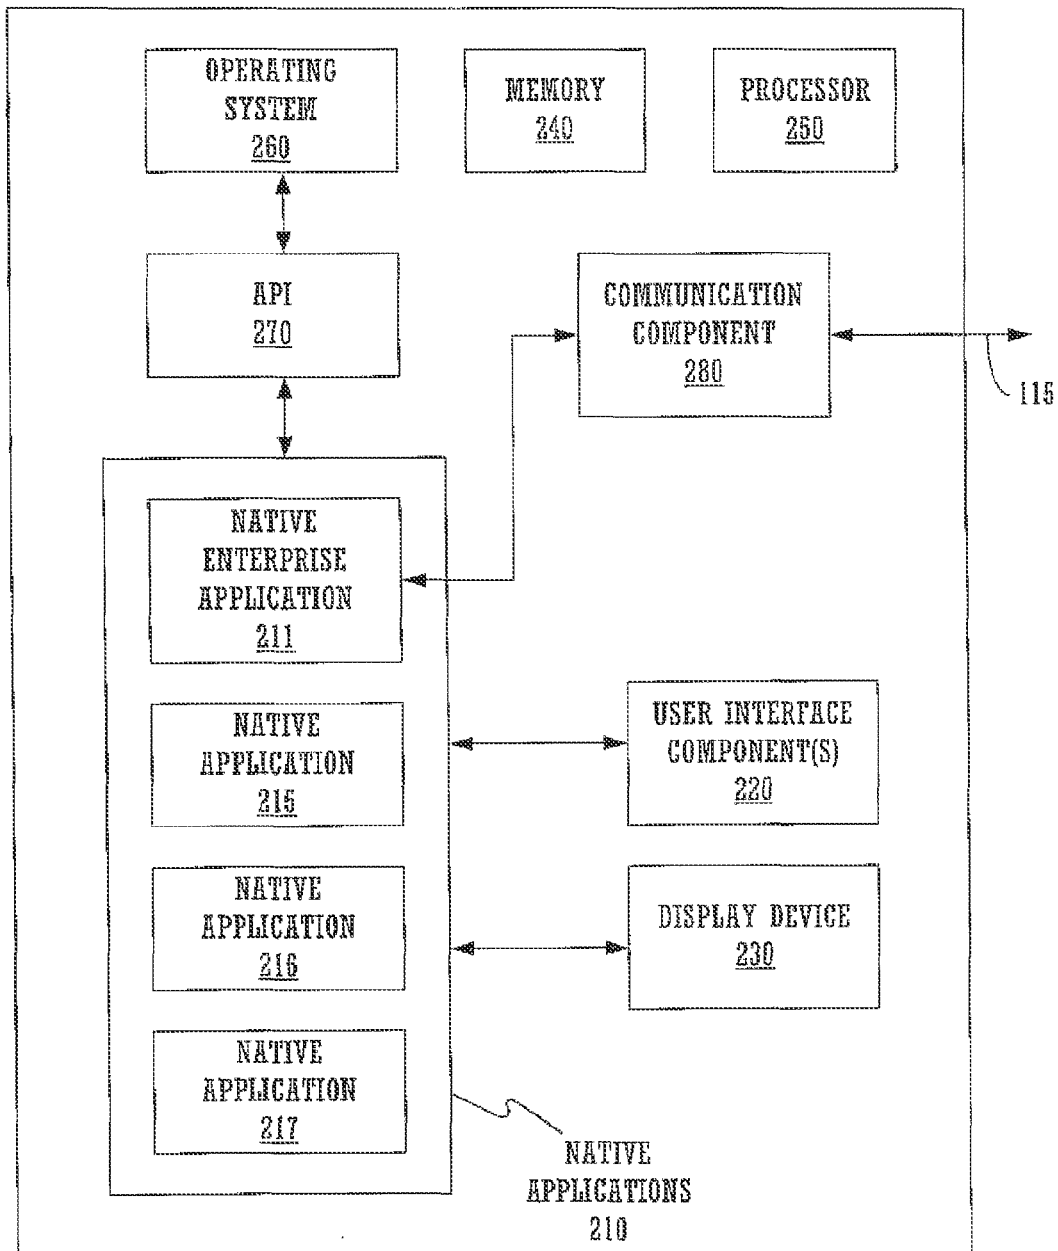 OPERATING
SYSTEM
260
MEMORY
240
PROCESSOR
250
API
270
COMMUNICATION
COMPONENT
280
115
NATIVE
ENTERPRISE
APPLICATION
211
NATIVE
APPLICATION
215
USER INTERFACE
COMPONENT(S)
220
NATIVE
APPLICATION
216
DISPLAY DEVICE
230
NATIVE
APPLICATION
217
NATIVE
APPLICATIONS
210